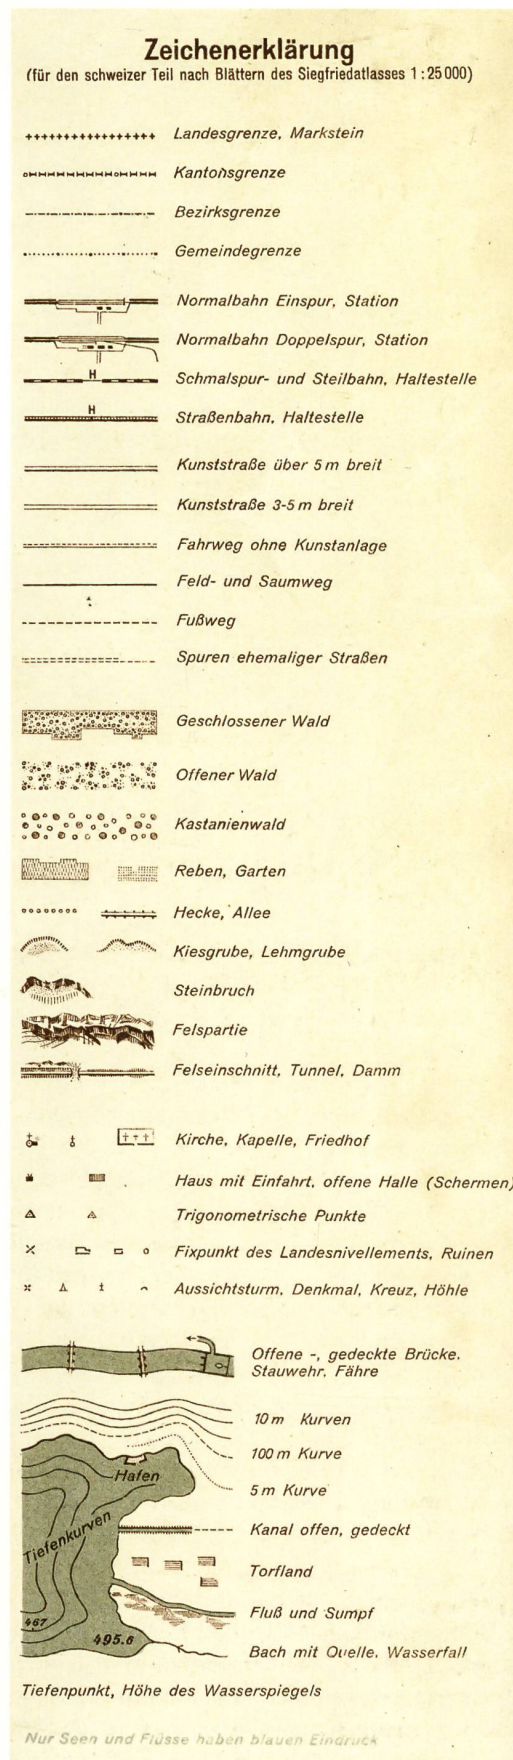 Zeichenerklärung
(für den schweizer Teil nach Blättern des Siegfriedatlasses 1:25000)
Landesgrenze, Markstein
Kantonsgrenze
Bezirksgrenze
Gemeindegrenze
Normalbahn Einspur, Station
Normalbahn Doppelspur, Station
H
Schmalspur- und Steilbahn, Haltestelle
H
Straßenbahn, Haltestelle
Kunststraße über 5 m breit
Kunststraße 3-5 m breit
Fahrweg ohne Kunstanlage
Feld- und Saumweg
Fußweg
Spuren ehemaliger Straßen
Geschlossener Wald
Offener Wald
Kastanienwald
Reben, Garten
Hecke, Allee
Kiesgrube, Lehmgrube
Steinbruch
Felspartie
Felseinschnitt, Tunnel, Damm
Kirche, Kapelle, Friedhof
Haus mit Einfahrt, offene Halle (Schermen)
Trigonometrische Punkte
Fixpunkt des Landesnivellements, Ruinen
Aussichtsturm, Denkmal, Kreuz, Höhle
Offene -, gedeckte Brücke.
Stauwehr, Fähre
10 m Kurven
100 m Kurve
Hafen
5 m Kurve
Tiefenkurven
Kanal offen, gedeckt
Torfland
Fluß und Sumpf
467
495.6
Bach mit Quelle, Wasserfall
Tiefenpunkt, Höhe des Wasserspiegels
Nur Seen und Flüsse haben blauen Eindruck